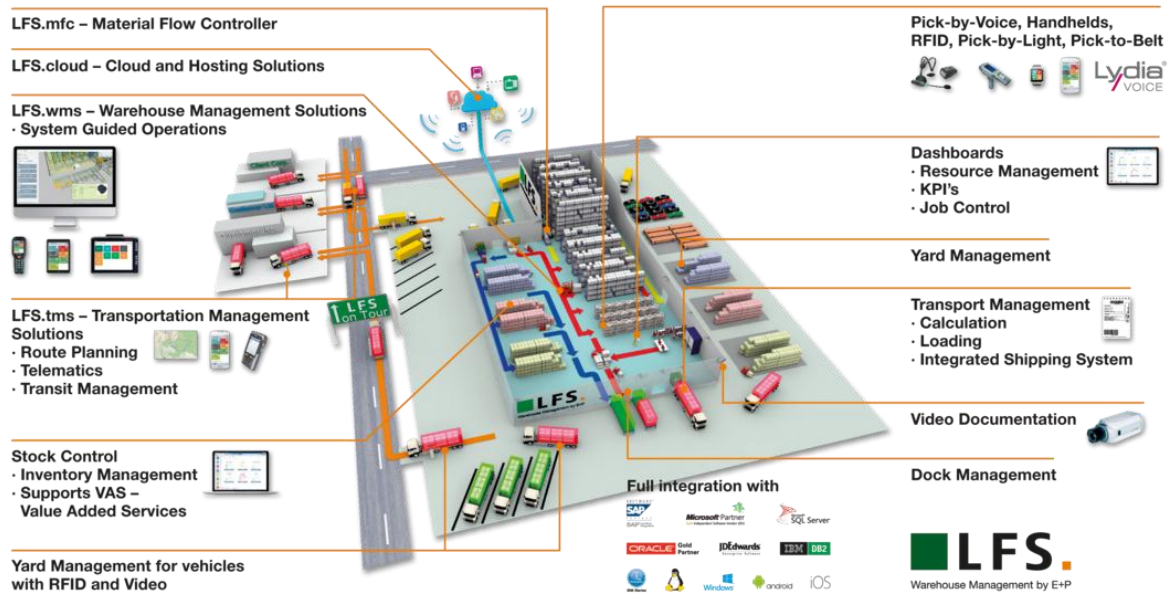 LFS.mfc – Material Flow Controller
LFS.cloud – Cloud and Hosting Solutions
LFS.wms – Warehouse Management Solutions
· System Guided Operations
LFS.tms – Transportation Management
Solutions
· Route Planning
· Telematics
· Transit Management
Stock Control
· Inventory Management
· Supports VAS –
Value Added Services
Yard Management for vehicles
with RFID and Video
LFS
LFS
on Tour
LFS.
Warehouse Management by E+P
Pick-by-Voice, Handhelds,
RFID, Pick-by-Light, Pick-to-Belt
Lydia®
VOICE
Dashboards
· Resource Management
· KPI's
· Job Control
Yard Management
Transport Management
· Calculation
· Loading
· Integrated Shipping System
Video Documentation
Dock Management
Full integration with
SAP
Microsoft Partner
SQL Server
ORACLE Gold
Partner
JDEdwards
IBM DB2
Windows
android
iOS
LFS.
Warehouse Management by E+P